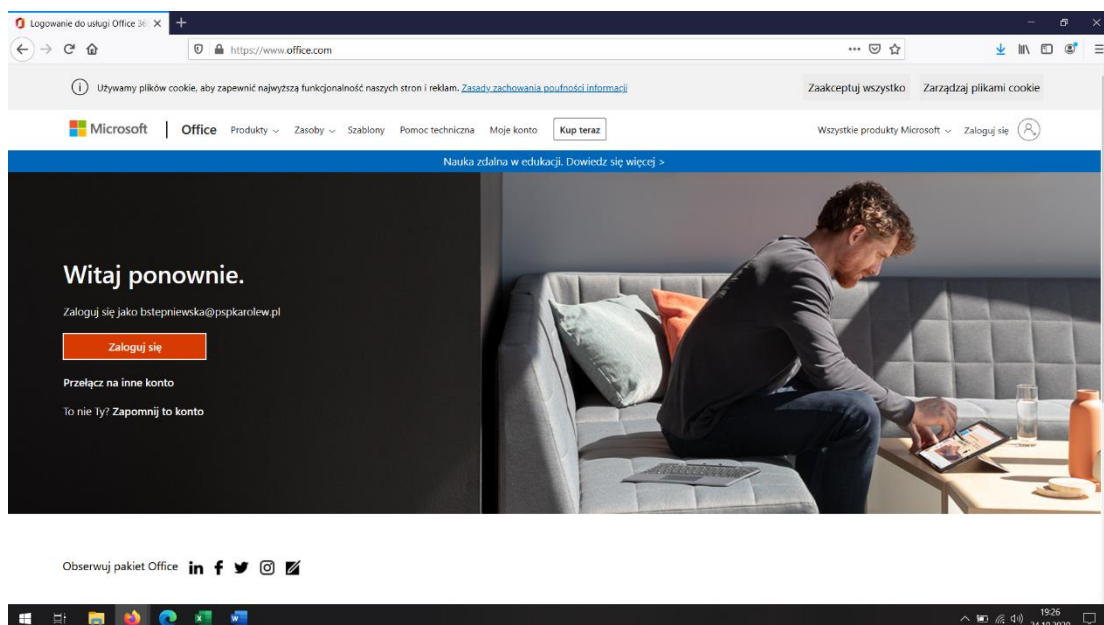 Logowanie do usługi Office 36
https://www.office.com
Używamy plików cookie, aby zapewnić najwyższą funkcjonalność naszych stron i reklam. Zasady zachowania poufności informacji
Zaakceptuj wszystko
Zarządzaj plikami cookie
Microsoft
Office
Produkty
Zasoby
Szablony
Pomoc techniczna
Moje konto
Kup teraz
Wszystkie produkty Microsoft
Zaloguj się
Nauka zdalna w edukacji. Dowiedz się więcej >
Witaj ponownie.
Zaloguj się jako bstepniewska@pspkarolew.pl
Zaloguj się
Przełącz na inne konto
To nie Ty? Zapomnij to konto
Obserwuj pakiet Office
19:26
24.10.2020